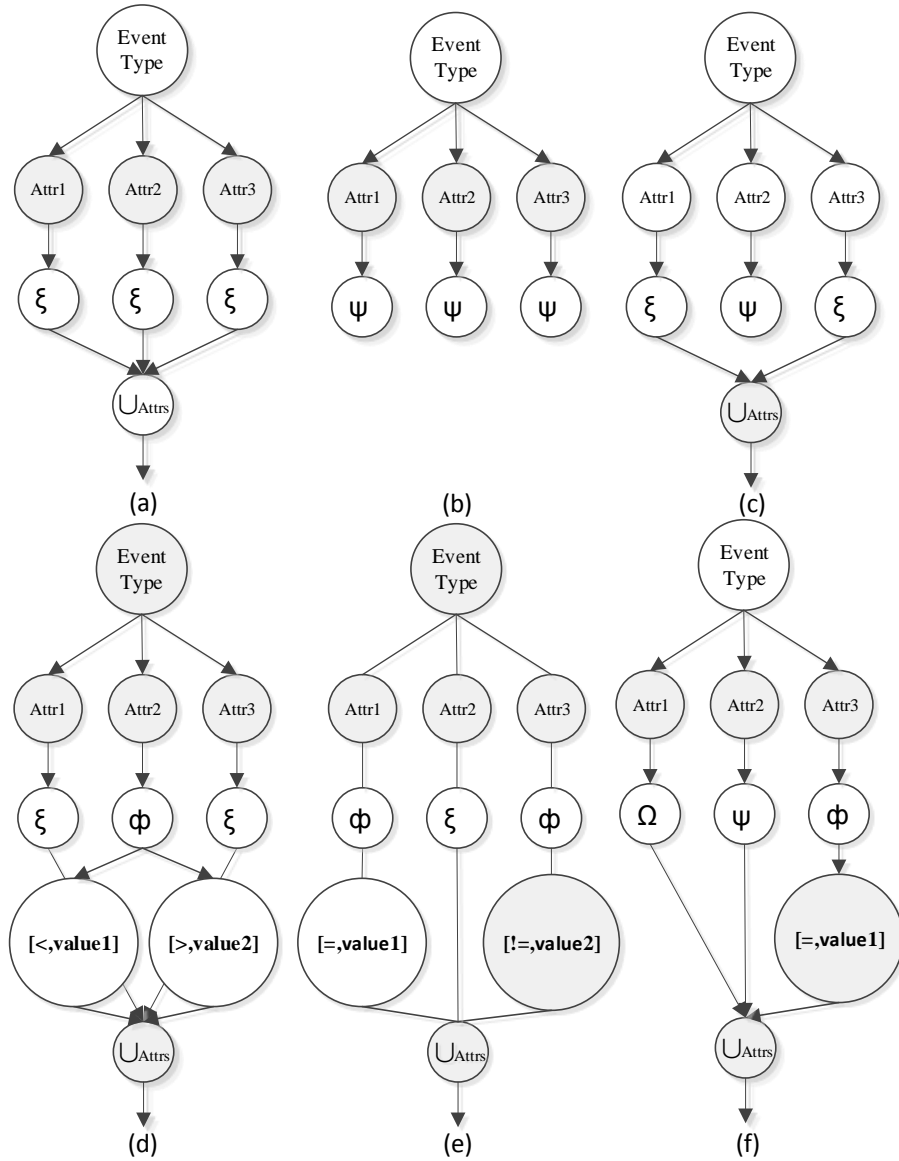 Event
Type
Event
Type
Event
Type
Attr1
Attr2
Attr3
Attr1
Attr2
Attr3
Attr1
Attr2
Attr3
ξ
ξ
ξ
ψ
ψ
ψ
ξ
ψ
ξ
∪Attrs
∪Attrs
(a)
(b)
(c)
Event
Type
Event
Type
Event
Type
Attr1
Attr2
Attr3
Attr1
Attr2
Attr3
Attr1
Attr2
Attr3
ξ
ф
ξ
ф
ξ
ф
Ω
ψ
ф
[<,value1]
[>,value2]
[=,value1]
[!=,value2]
[=,value1]
∪Attrs
∪Attrs
∪Attrs
(d)
(e)
(f)